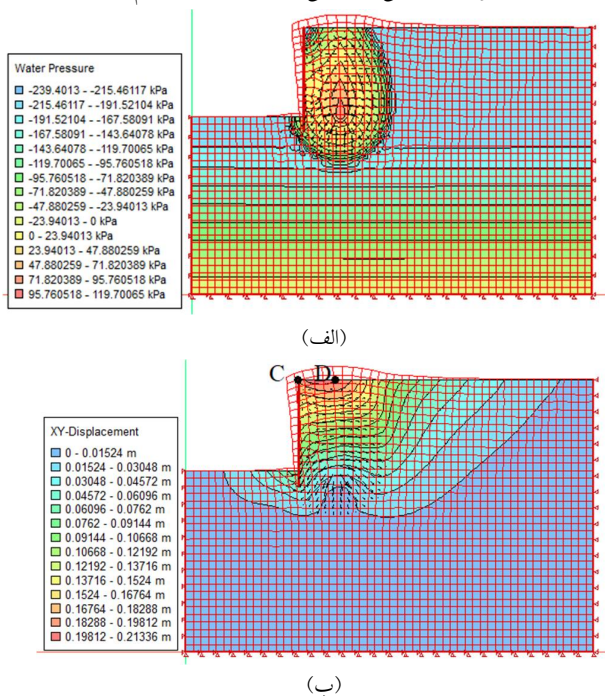 Water Pressure
-239.4013 - -215.46117 kPa
-215.46117 - -191.52104 kPa
-191.52104 - -167.58091 kPa
-167.58091 - -143.64078 kPa
-143.64078 - -119.70065 kPa
-119.70065 - -95.760518 kPa
-95.760518 - -71.820389 kPa
-71.820389 - -47.880259 kPa
-47.880259 - -23.94013 kPa
-23.94013 - 0 kPa
0 - 23.94013 kPa
23.94013 - 47.880259 kPa
47.880259 - 71.820389 kPa
71.820389 - 95.760518 kPa
95.760518 - 119.70065 kPa
(الف)
C D
XY-Displacement
0 - 0.01524 m
0.01524 - 0.03048 m
0.03048 - 0.04572 m
0.04572 - 0.06096 m
0.06096 - 0.0762 m
0.0762 - 0.09144 m
0.09144 - 0.10668 m
0.10668 - 0.12192 m
0.12192 - 0.13716 m
0.13716 - 0.1524 m
0.1524 - 0.16764 m
0.16764 - 0.18288 m
0.18288 - 0.19812 m
0.19812 - 0.21336 m
(ب)